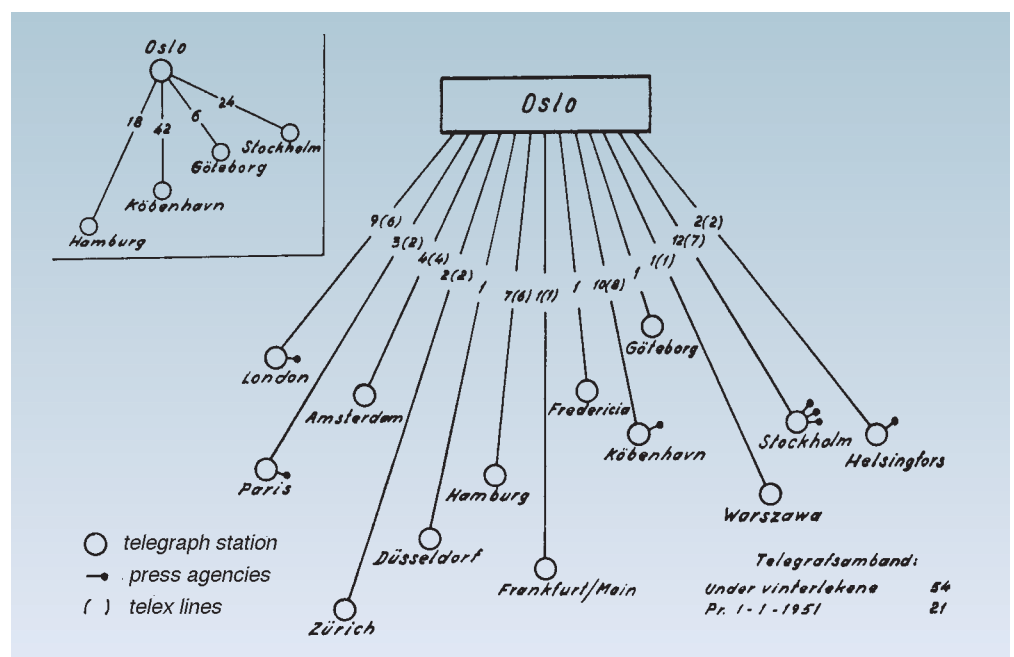 Oslo
18
42
6
24
Stockholm
Göteborg
Köbenhavn
Hamburg
Oslo
9(6)
3(2)
4(4)
2(2)
1
7(6)
1(1)
1
10(8)
1
1(1)
12(7)
2(2)
London
Amsterdam
Paris
Zürich
Düsseldorf
Hamburg
Frankfurt/Main
Fredericia
Köbenhavn
Göteborg
Warszawa
Stockholm
Helsingfors
telegraph station
press agencies
( ) telex lines
Telegrafsamband:
Under vinterlekene 54
Pr. 1-1-1951 21